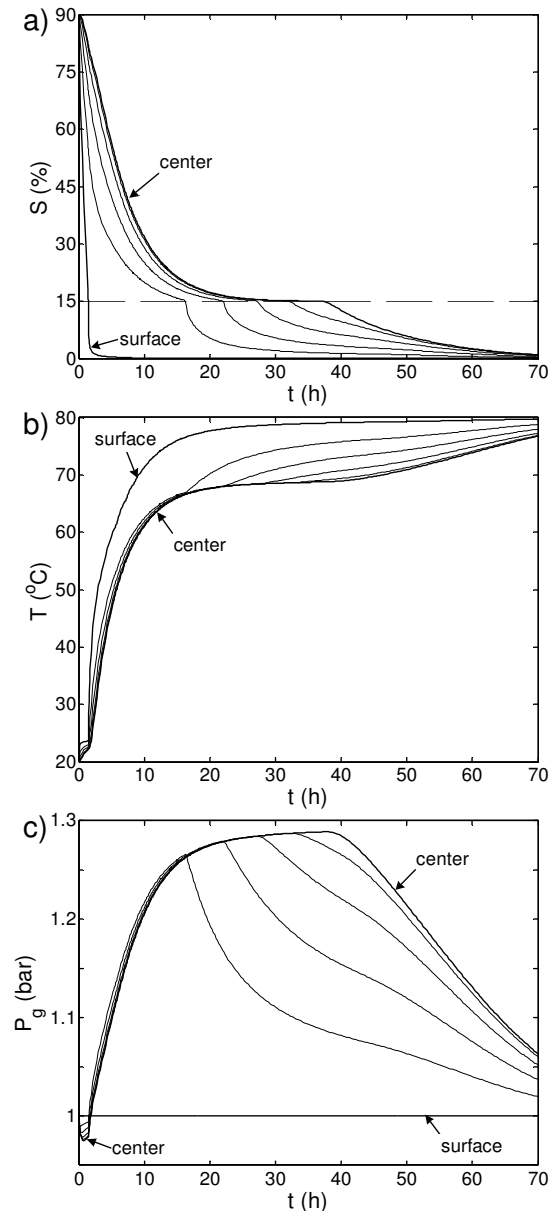 a)
90
75
60
45
30
15
0
S (%)
center
surface
0 10 20 30 40 50 60 70
t (h)
b)
80
70
60
50
40
30
20
T (°C)
surface
center
0 10 20 30 40 50 60 70
t (h)
c)
1.3
1.2
1.1
1
P_g (bar)
center
center
surface
0 10 20 30 40 50 60 70
t (h)